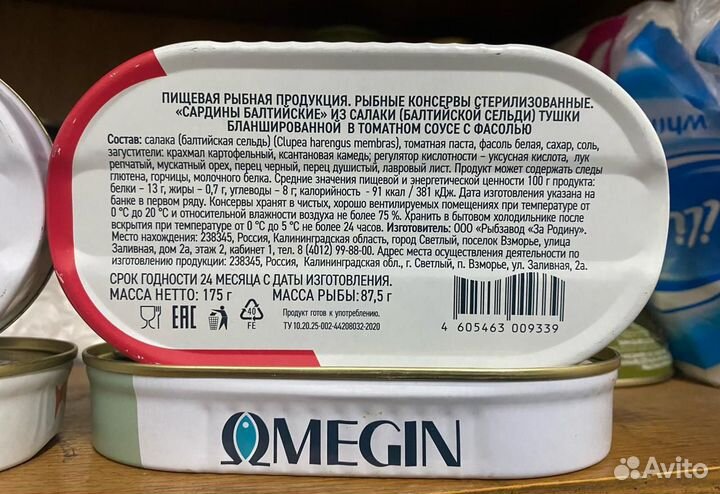 ПИЩЕВАЯ РЫБНАЯ ПРОДУКЦИЯ. РЫБНЫЕ КОНСЕРВЫ СТЕРИЛИЗОВАННЫЕ.
«САРДИНЫ БАЛТИЙСКИЕ» ИЗ САЛАКИ (БАЛТИЙСКОЙ СЕЛЬДИ) ТУШКИ
БЛАНШИРОВАННОЙ В ТОМАТНОМ СОУСЕ С ФАСОЛЬЮ
Состав: салака (балтийская сельдь) (Clupea harengus membras), томатная паста, фасоль белая, сахар, соль,
загустители: крахмал картофельный, ксантановая камедь; регулятор кислотности – уксусная кислота, лук
репчатый, мускатный орех, перец черный, перец душистый, лавровый лист. Продукт может содержать следы
глютена, горчицы, молочного белка. Средние значения пищевой и энергетической ценности 100 г продукта:
белки – 13 г, жиры – 0,7 г, углеводы – 8 г; калорийность - 91 ккал / 381 кДж. Дата изготовления указана на
банке в первом ряду. Консервы хранят в чистых, хорошо вентилируемых помещениях при температуре от
0 °С до 20 °С и относительной влажности воздуха не более 75 %. Хранить в бытовом холодильнике после
вскрытия при температуре от 0 °С до 5 °С не более 24 часов. Изготовитель: ООО «Рыбзавод «За Родину».
Место нахождения: 238345, Россия, Калининградская область, город Светлый, поселок Взморье, улица
Заливная, дом 2а, этаж 2, кабинет 1, тел. 8 (4012) 99-88-00. Адрес места осуществления деятельности по
изготовлению продукции: 238345, Россия, Калининградская обл., г. Светлый, п. Взморье, ул. Заливная, 2а.
СРОК ГОДНОСТИ 24 МЕСЯЦА С ДАТЫ ИЗГОТОВЛЕНИЯ.
МАССА НЕТТО: 175 г МАССА РЫБЫ: 87,5 г
EAC
40
FE
Продукт готов к употреблению.
ТУ 10.20.25-002-44208032-2020
4 605463 009339
ΩMEGIN
Avito